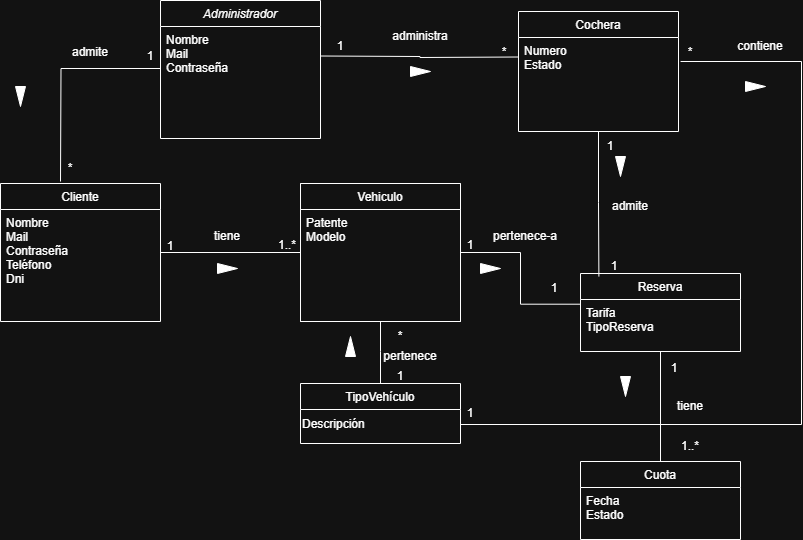 Administrador
Nombre
Mail
Contraseña
admite
1
*
1
administra
*
Cochera
Numero
Estado
*
contiene
1
admite
1
Cliente
Nombre
Mail
Contraseña
Teléfono
Dni
1
tiene
1..*
Vehiculo
Patente
Modelo
1
pertenece-a
1
Reserva
Tarifa
TipoReserva
*
pertenece
1
TipoVehículo
Descripción
1
1
tiene
1..*
Cuota
Fecha
Estado